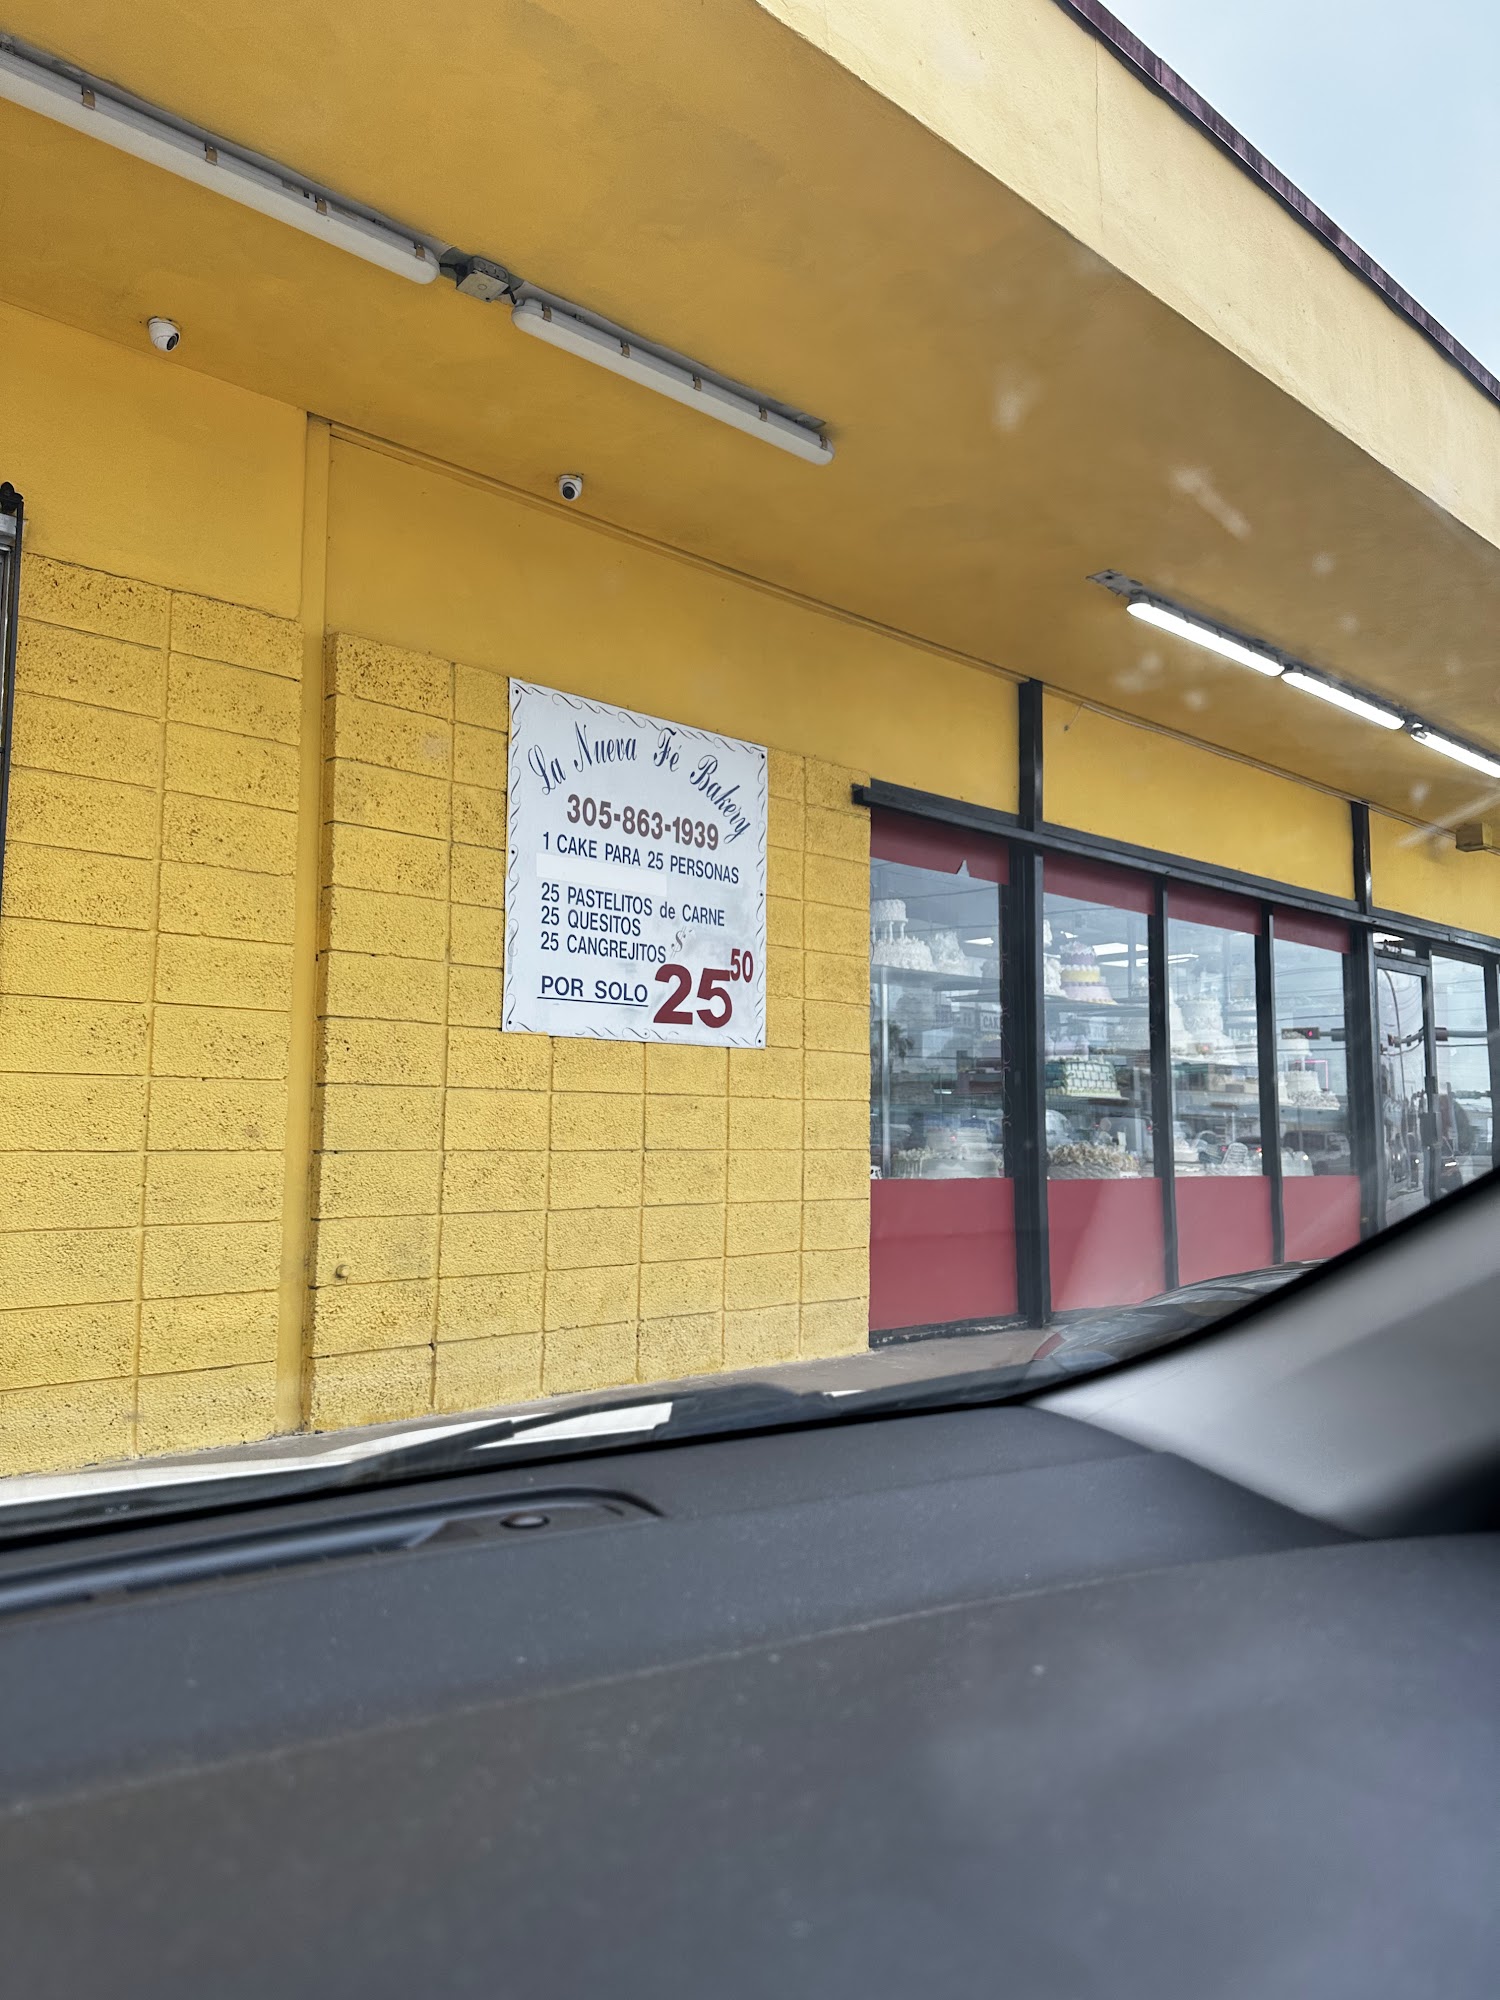 La Nueva Fé Bakery
305-863-1939
1 CAKE PARA 25 PERSONAS
25 PASTELITOS de CARNE
25 QUESITOS
25 CANGREJITOS
POR SOLO 25 50